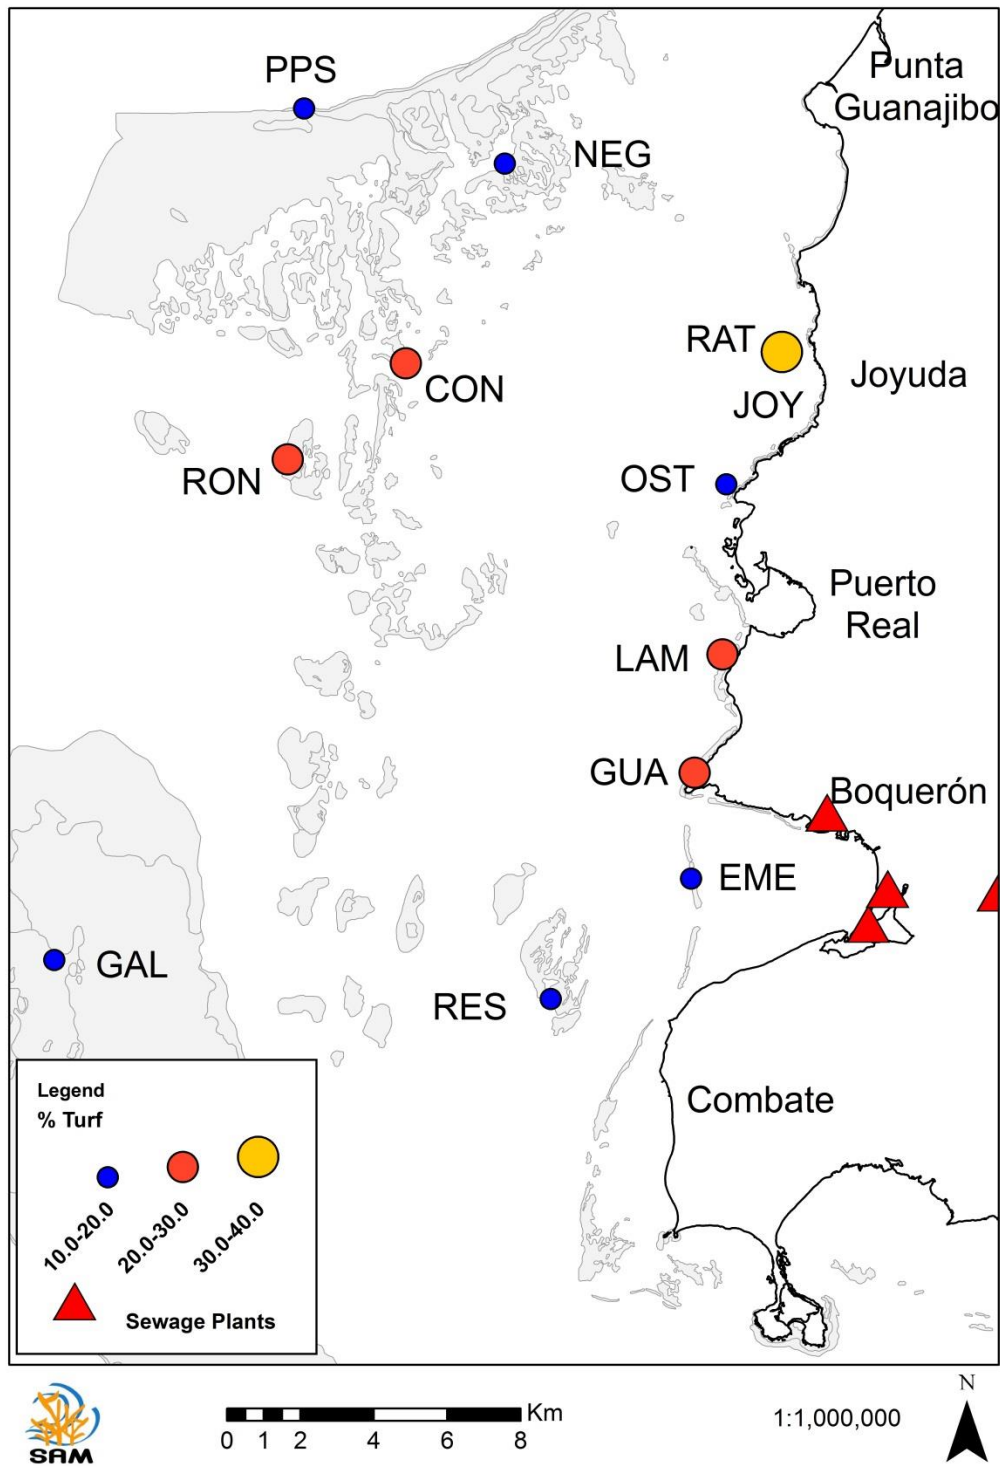 PPS
NEG
Punta
Guanajibo
RAT
CON
JOY
Joyuda
RON
OST
Puerto
Real
LAM
GUA
Boquerón
EME
GAL
RES
Combate
Legend
% Turf
10.0-20.0
20.0-30.0
30.0-40.0
Sewage Plants
SAM
0 1 2 4 6 8
Km
1:1,000,000
N